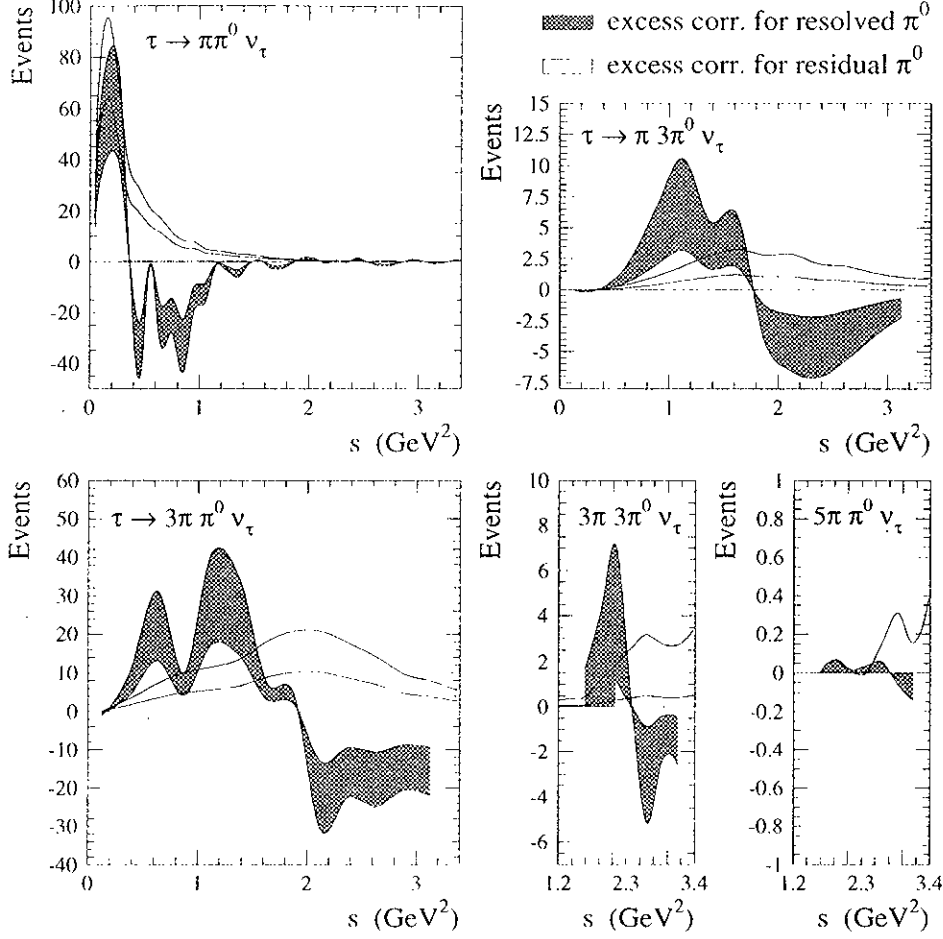 excess corr. for resolved π⁰
excess corr. for residual π⁰
Events
100
80
60
40
20
0
-20
-40
τ → ππ⁰ ν_τ
0 1 2 3
s (GeV²)
Events
15
12.5
10
7.5
5
2.5
0
-2.5
-5
-7.5
τ → π 3π⁰ ν_τ
0 1 2 3
s (GeV²)
Events
60
50
40
30
20
10
0
-10
-20
-30
-40
τ → 3π π⁰ ν_τ
0 1 2 3
s (GeV²)
Events
10
8
6
4
2
0
-2
-4
-6
3π 3π⁰ ν_τ
1.2 2.3 3.4
s (GeV²)
Events
1
0.8
0.6
0.4
0.2
0
-0.2
-0.4
-0.6
-0.8
-1
5π π⁰ ν_τ
1.2 2.3 3.4
s (GeV²)